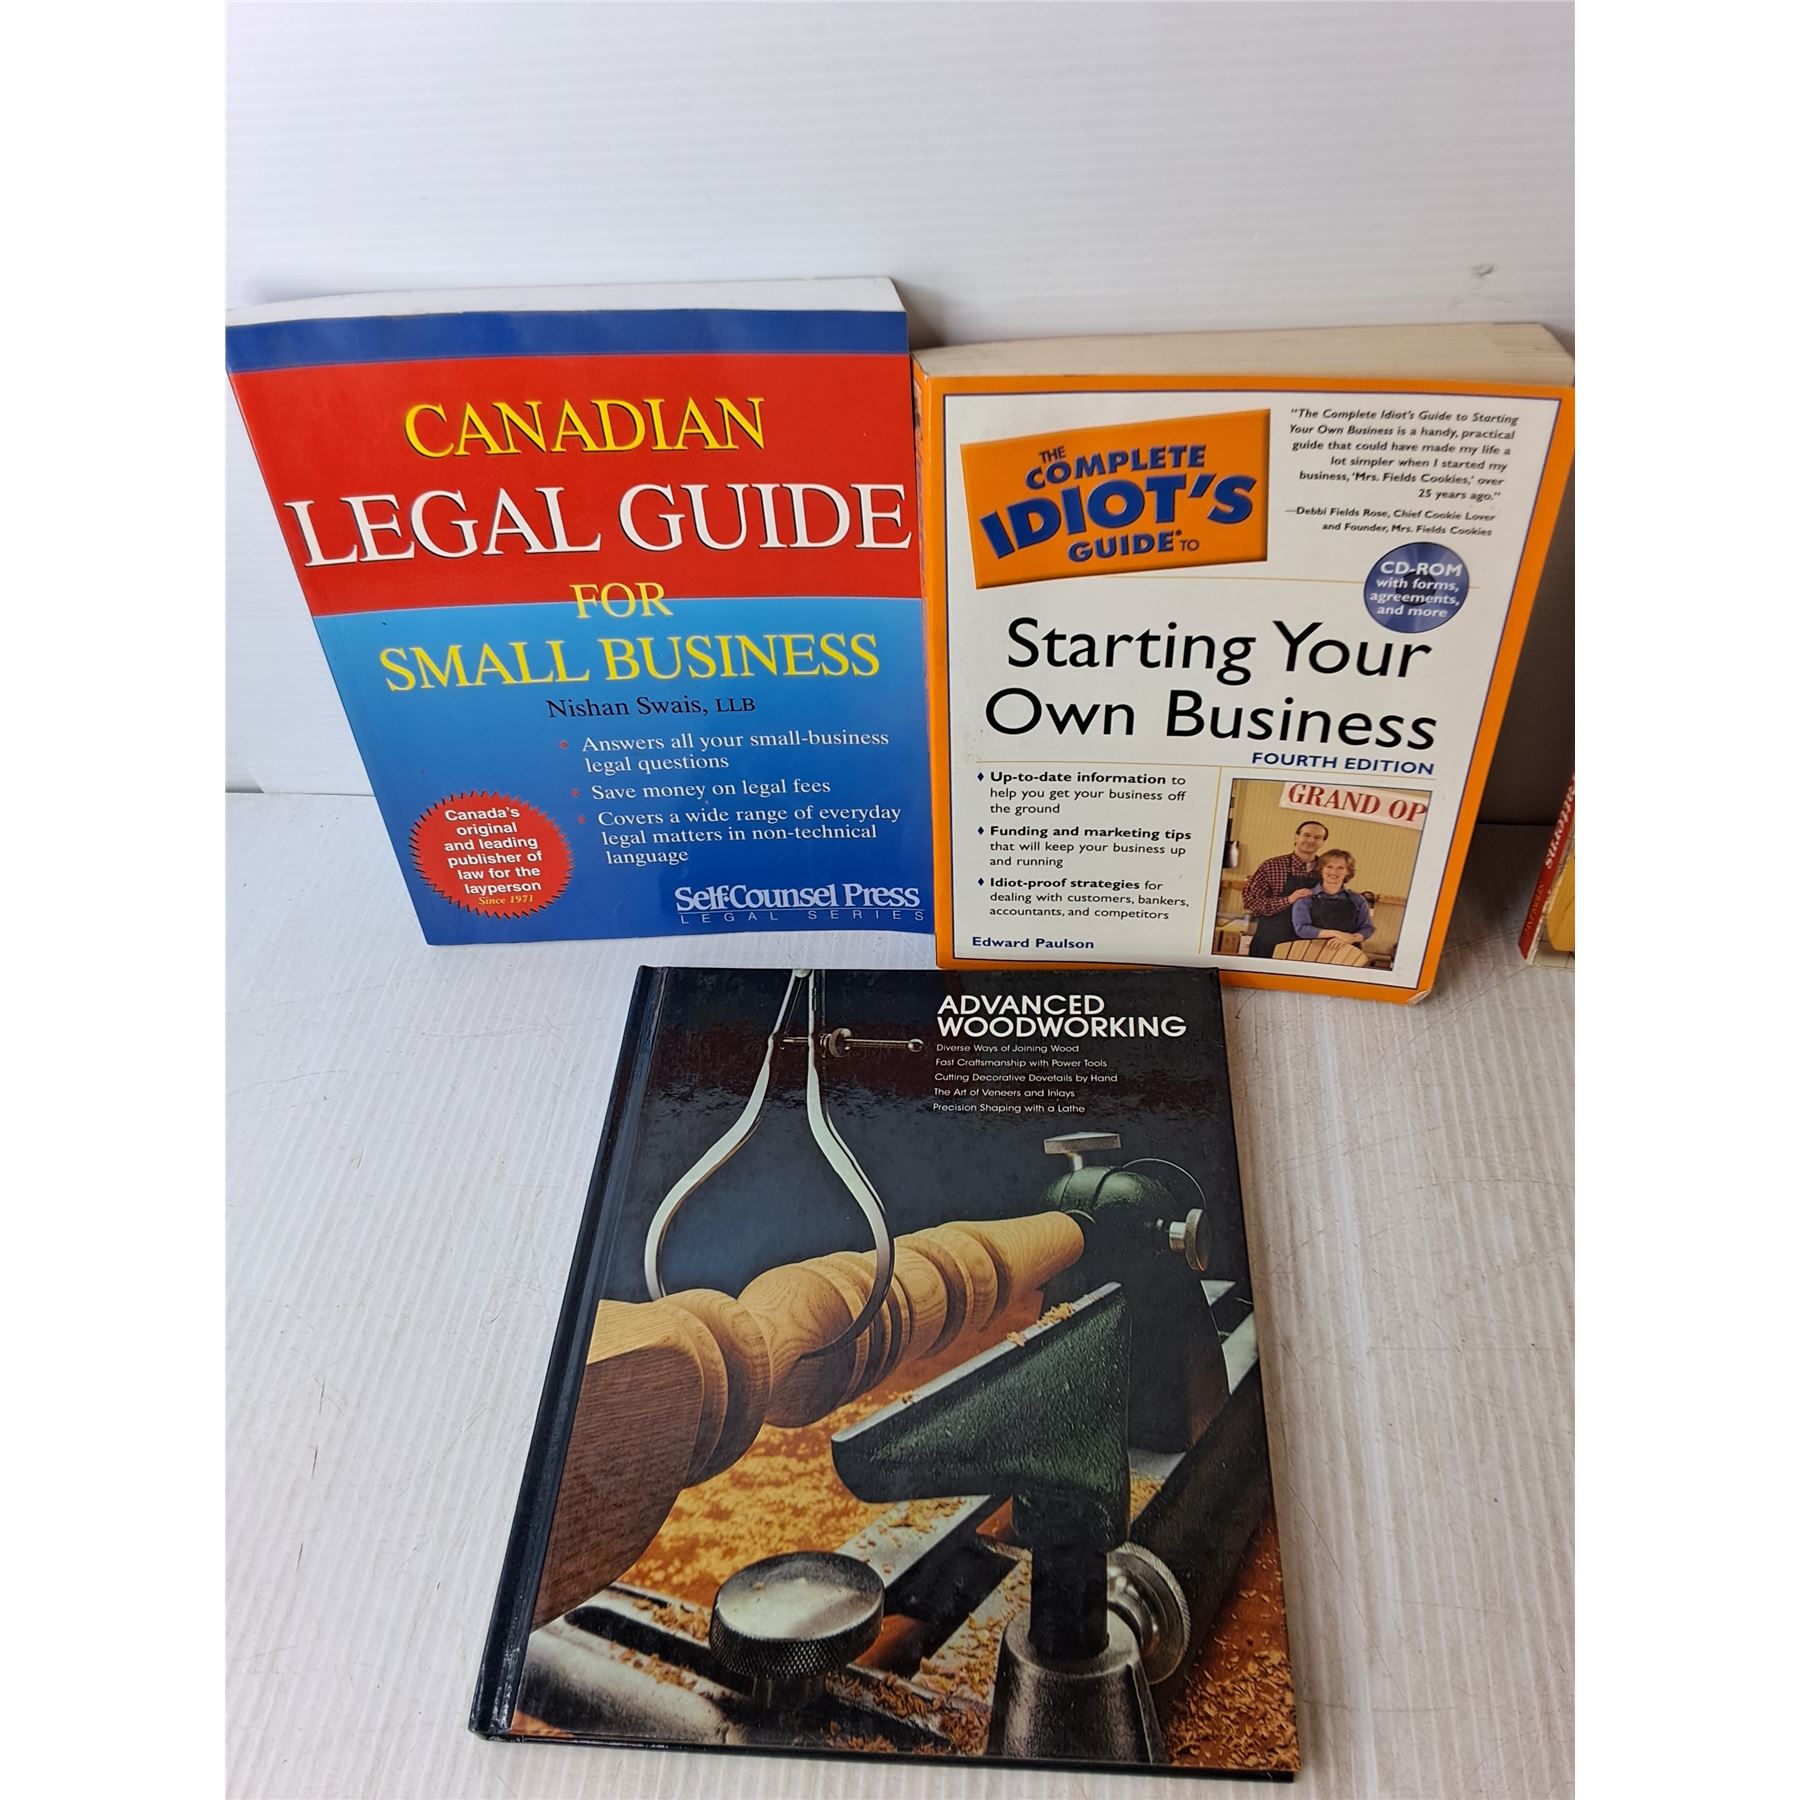 CANADIAN
LEGAL GUIDE
FOR
SMALL BUSINESS
Nishan Swais, LLB
• Answers all your small-business
legal questions
• Save money on legal fees
• Covers a wide range of everyday
legal matters in non-technical
language
Canada's
original
and leading
publisher of
law for the
layperson
Since 1971
Self-Counsel Press
LEGAL SERIES
THE
COMPLETE
IDIOT'S
GUIDE® TO
"The Complete Idiot's Guide to Starting
Your Own Business is a handy, practical
guide that could have made my life a
lot simpler when I started my
business, 'Mrs. Fields Cookies,' over
25 years ago."
—Debbi Fields Rose, Chief Cookie Lover
and Founder, Mrs. Fields Cookies
CD-ROM
with forms,
agreements,
and more
Starting Your
Own Business
FOURTH EDITION
♦ Up-to-date information to
help you get your business off
the ground
♦ Funding and marketing tips
that will keep your business up
and running
♦ Idiot-proof strategies for
dealing with customers, bankers,
accountants, and competitors
GRAND OP
Edward Paulson
ADVANCED
WOODWORKING
Diverse Ways of Joining Wood
Fast Craftsmanship with Power Tools
Cutting Decorative Dovetails by Hand
The Art of Veneers and Inlays
Precision Shaping with a Lathe